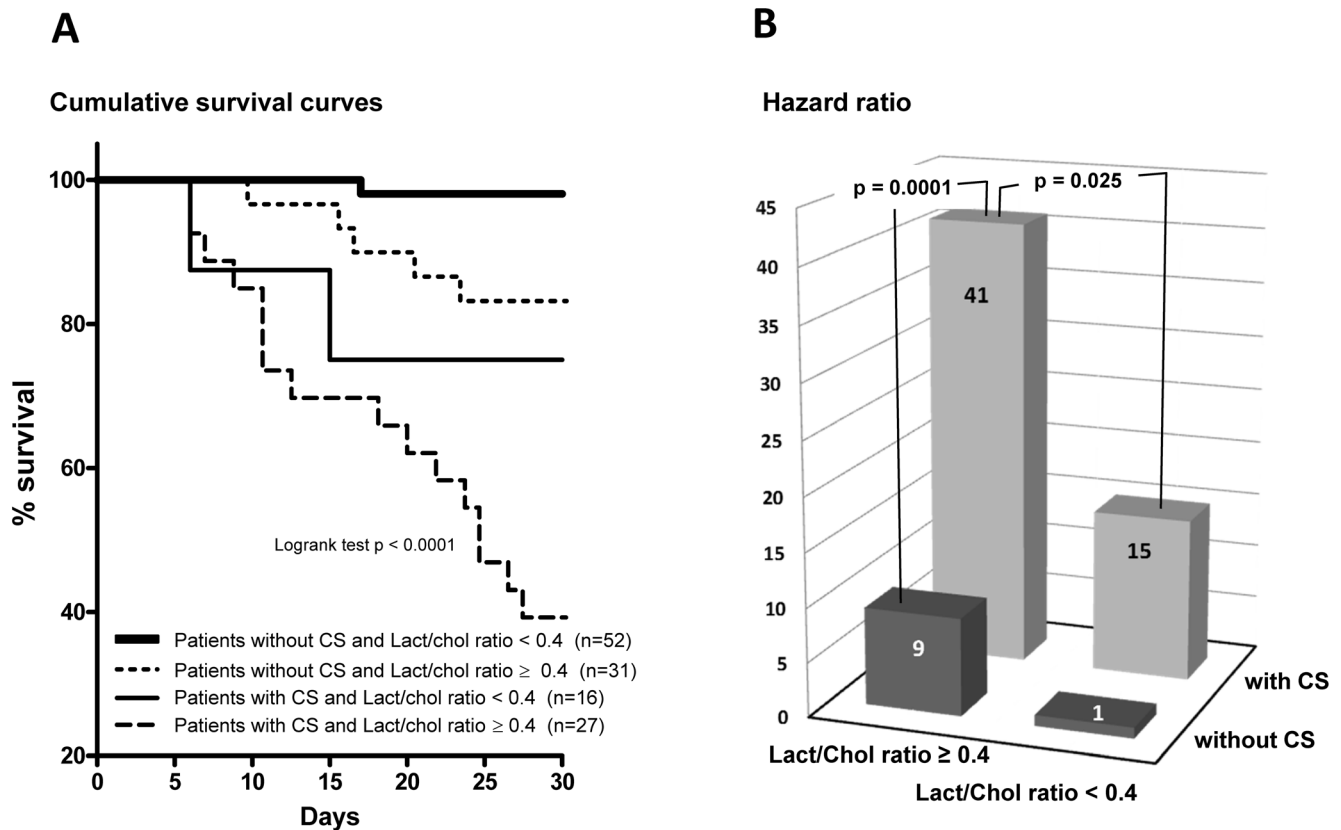 A
Cumulative survival curves
% survival
100
80
60
40
20
0
5
10
15
20
25
30
Days
Logrank test p < 0.0001
Patients without CS and Lact/chol ratio < 0.4 (n=52)
Patients without CS and Lact/chol ratio ≥ 0.4 (n=31)
Patients with CS and Lact/chol ratio < 0.4 (n=16)
Patients with CS and Lact/chol ratio ≥ 0.4 (n=27)
B
Hazard ratio
p = 0.0001
p = 0.025
45
40
35
30
25
20
15
10
5
0
41
15
9
1
with CS
without CS
Lact/Chol ratio ≥ 0.4
Lact/Chol ratio < 0.4